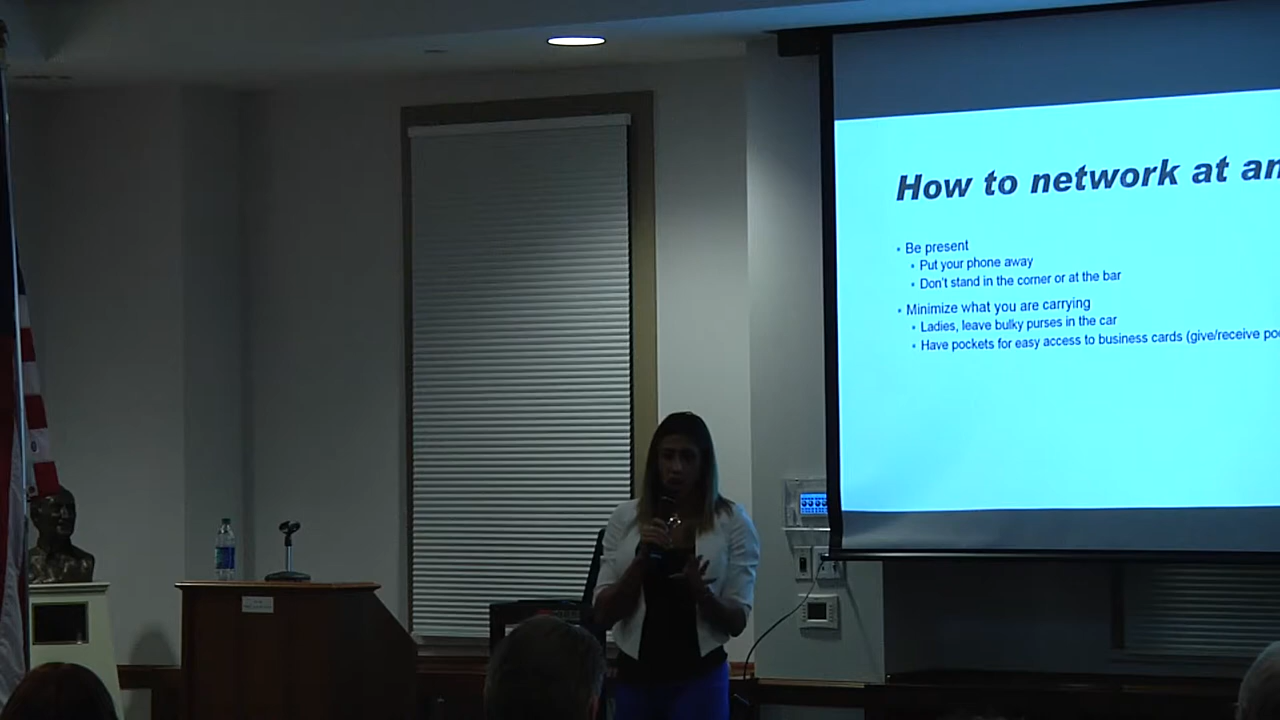 How to network at an
• Be present
• Put your phone away
• Don't stand in the corner or at the bar
• Minimize what you are carrying
• Ladies, leave bulky purses in the car
• Have pockets for easy access to business cards (give/receive